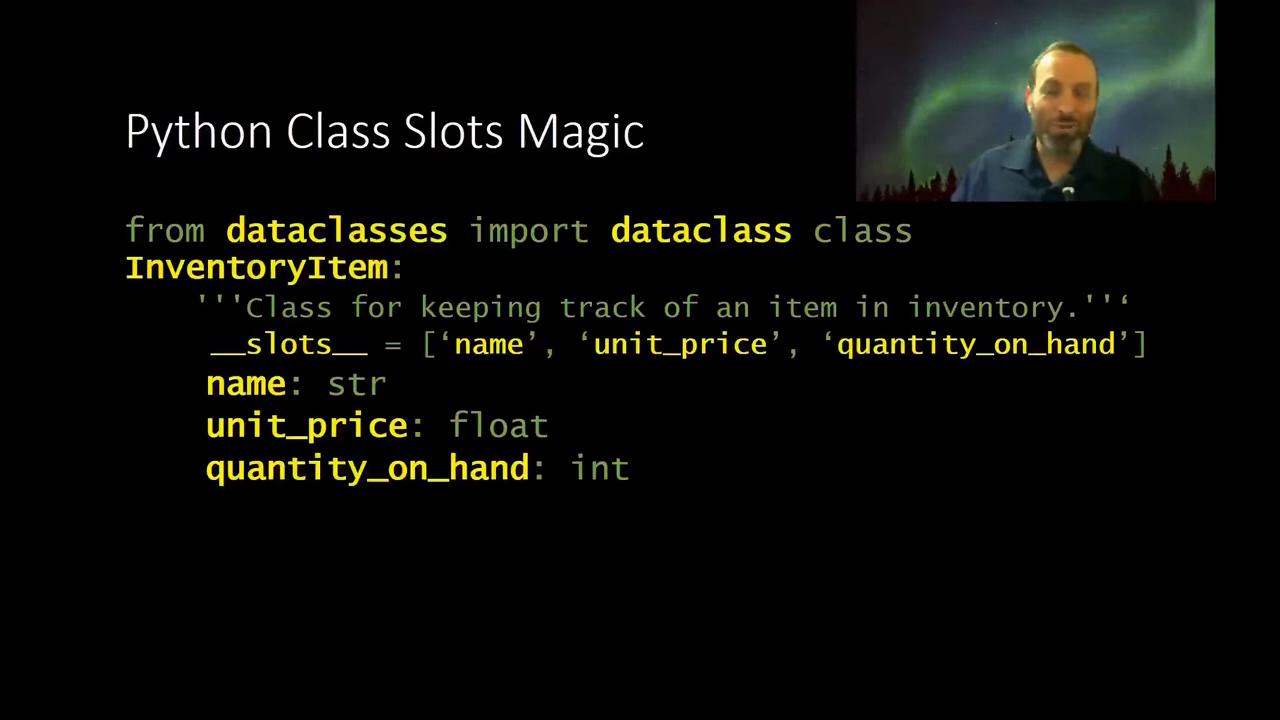 Python Class Slots Magic
from dataclasses import dataclass class
InventoryItem:
'''Class for keeping track of an item in inventory.''‘
__slots__ = [‘name’, ‘unit_price’, ‘quantity_on_hand’]
name: str
unit_price: float
quantity_on_hand: int